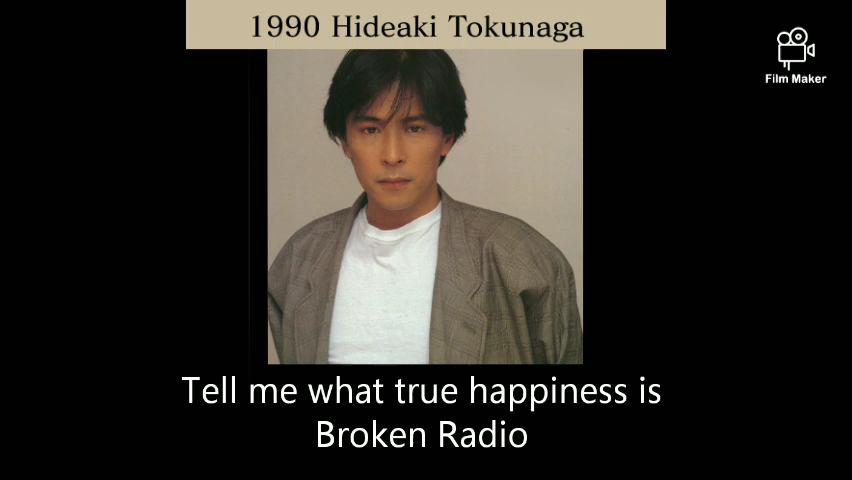 1990 Hideaki Tokunaga
Film Maker
Tell me what true happiness is
Broken Radio